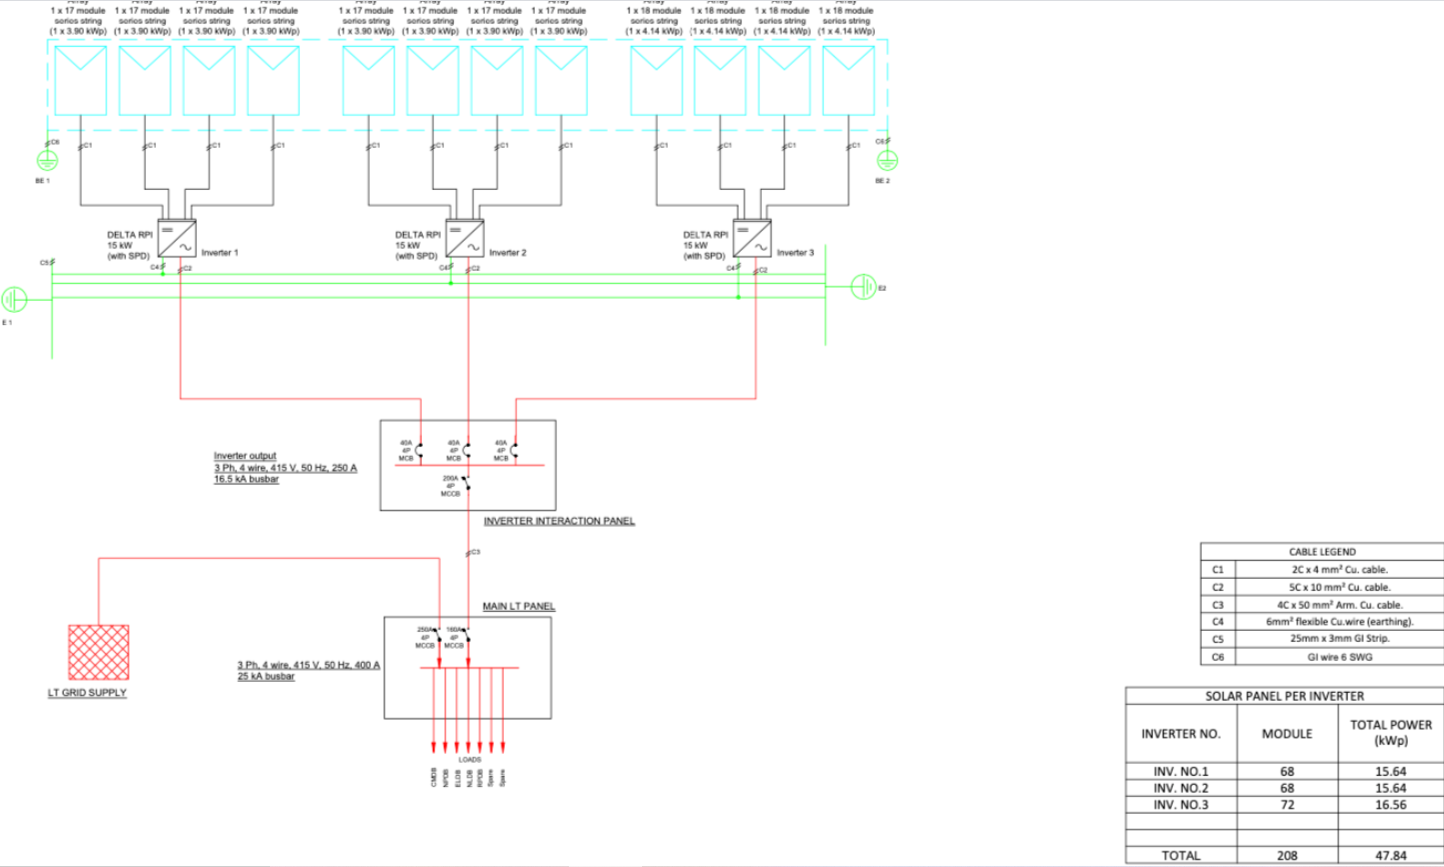 Array Array Array Array Array Array Array Array Array Array Array Array
1 x 17 module 1 x 17 module 1 x 17 module 1 x 17 module 1 x 17 module 1 x 17 module 1 x 17 module 1 x 17 module 1 x 18 module 1 x 18 module 1 x 18 module 1 x 18 module
series string series string series string series string series string series string series string series string series string series string series string series string
(1 x 3.90 kWp) (1 x 3.90 kWp) (1 x 3.90 kWp) (1 x 3.90 kWp) (1 x 3.90 kWp) (1 x 3.90 kWp) (1 x 3.90 kWp) (1 x 3.90 kWp) (1 x 4.14 kWp) (1 x 4.14 kWp) (1 x 4.14 kWp) (1 x 4.14 kWp)
C6 C1 C1 C1 C1 C1 C1 C1 C1 C1 C1 C1 C1 C6
BE 1 BE 2
DELTA RPI
15 kW
(with SPD)
Inverter 1
DELTA RPI
15 kW
(with SPD)
Inverter 2
DELTA RPI
15 kW
(with SPD)
Inverter 3
C5 C4 C2 C4 C2 C4 C2
E 1 E2
Inverter output
3 Ph, 4 wire, 415 V, 50 Hz, 250 A
16.5 kA busbar
40A 40A 40A
4P 4P 4P
MCB MCB MCB
200A
4P
MCCB
INVERTER INTERACTION PANEL
C3
MAIN LT PANEL
250A 160A
4P 4P
MCCB MCCB
3 Ph, 4 wire, 415 V, 50 Hz, 400 A
25 kA busbar
LT GRID SUPPLY
LOADS
CMDB
NPDB
ELDB
NLDB
RPDB
Spare
Spare
CABLE LEGEND
C1 2C x 4 mm² Cu. cable.
C2 5C x 10 mm² Cu. cable.
C3 4C x 50 mm² Arm. Cu. cable.
C4 6mm² flexible Cu.wire (earthing).
C5 25mm x 3mm GI Strip.
C6 GI wire 6 SWG
SOLAR PANEL PER INVERTER
INVERTER NO. MODULE TOTAL POWER
(kWp)
INV. NO.1 68 15.64
INV. NO.2 68 15.64
INV. NO.3 72 16.56
TOTAL 208 47.84